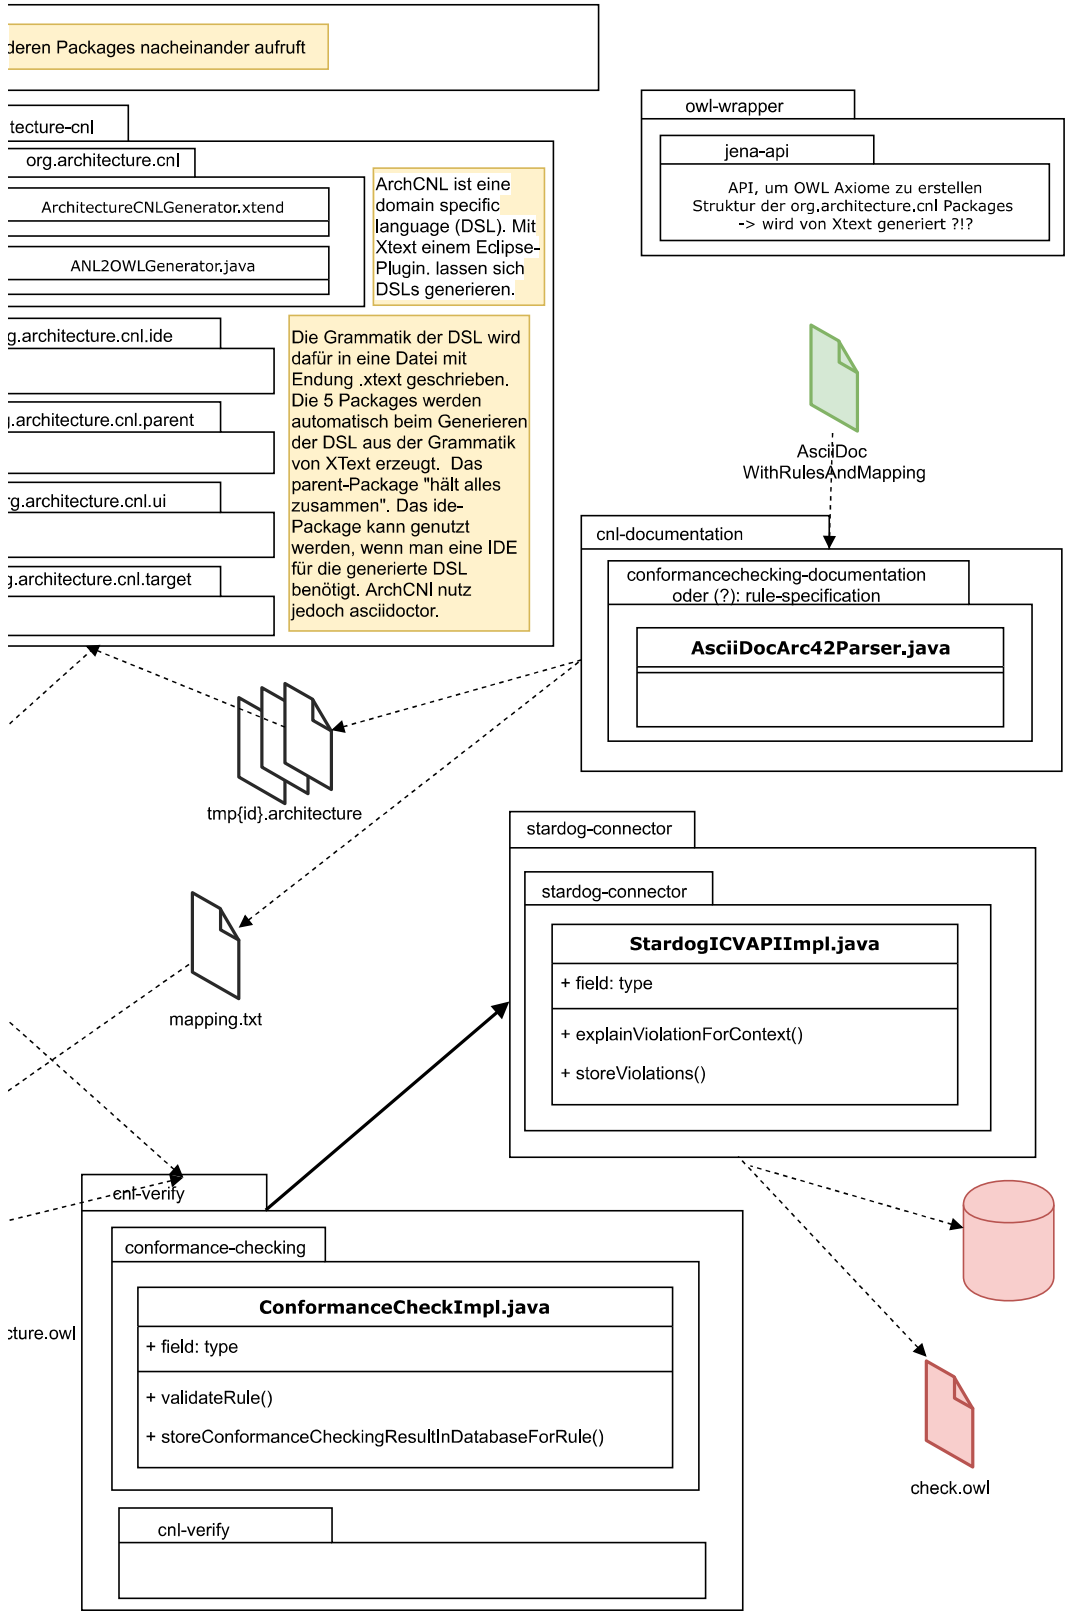 deren Packages nacheinander aufruft
tecture-cnl
org.architecture.cnl
ArchitectureCNLGenerator.xtend
ANL2OWLGenerator.java
ArchCNL ist eine
domain specific
language (DSL). Mit
Xtext einem Eclipse-
Plugin. lassen sich
DSLs generieren.
g.architecture.cnl.ide
g.architecture.cnl.parent
rg.architecture.cnl.ui
g.architecture.cnl.target
Die Grammatik der DSL wird
dafür in eine Datei mit
Endung .xtext geschrieben.
Die 5 Packages werden
automatisch beim Generieren
der DSL aus der Grammatik
von XText erzeugt. Das
parent-Package "hält alles
zusammen". Das ide-
Package kann genutzt
werden, wenn man eine IDE
für die generierte DSL
benötigt. ArchCNl nutz
jedoch asciidoctor.
owl-wrapper
jena-api
API, um OWL Axiome zu erstellen
Struktur der org.architecture.cnl Packages
-> wird von Xtext generiert ?!?
AsciiDoc
WithRulesAndMapping
cnl-documentation
conformancechecking-documentation
oder (?): rule-specification
AsciiDocArc42Parser.java
tmp{id}.architecture
mapping.txt
stardog-connector
stardog-connector
StardogICVAPIImpl.java
+ field: type
+ explainViolationForContext()
+ storeViolations()
cnl-verify
conformance-checking
ConformanceCheckImpl.java
+ field: type
+ validateRule()
+ storeConformanceCheckingResultInDatabaseForRule()
cnl-verify
cture.owl
check.owl